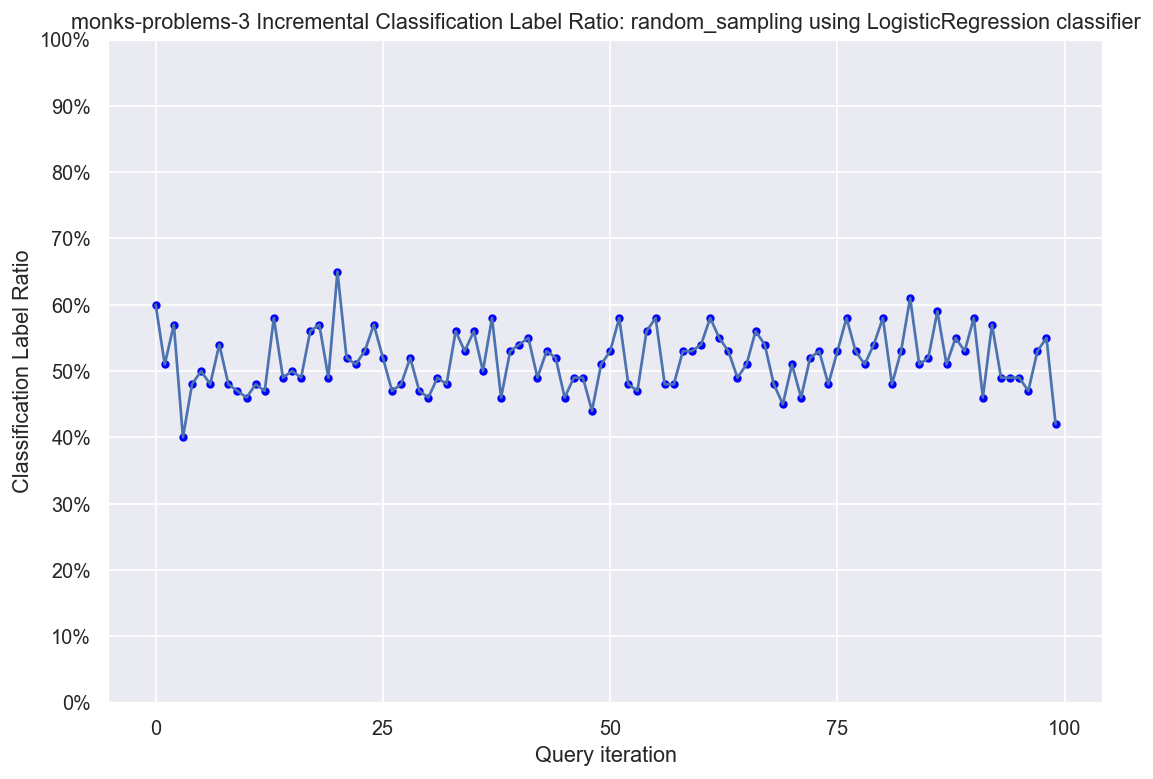 monks-problems-3 Incremental Classification Label Ratio: random_sampling using LogisticRegression classifier
100%
90%
80%
70%
60%
50%
40%
30%
20%
10%
0%
Classification Label Ratio
0 25 50 75 100
Query iteration